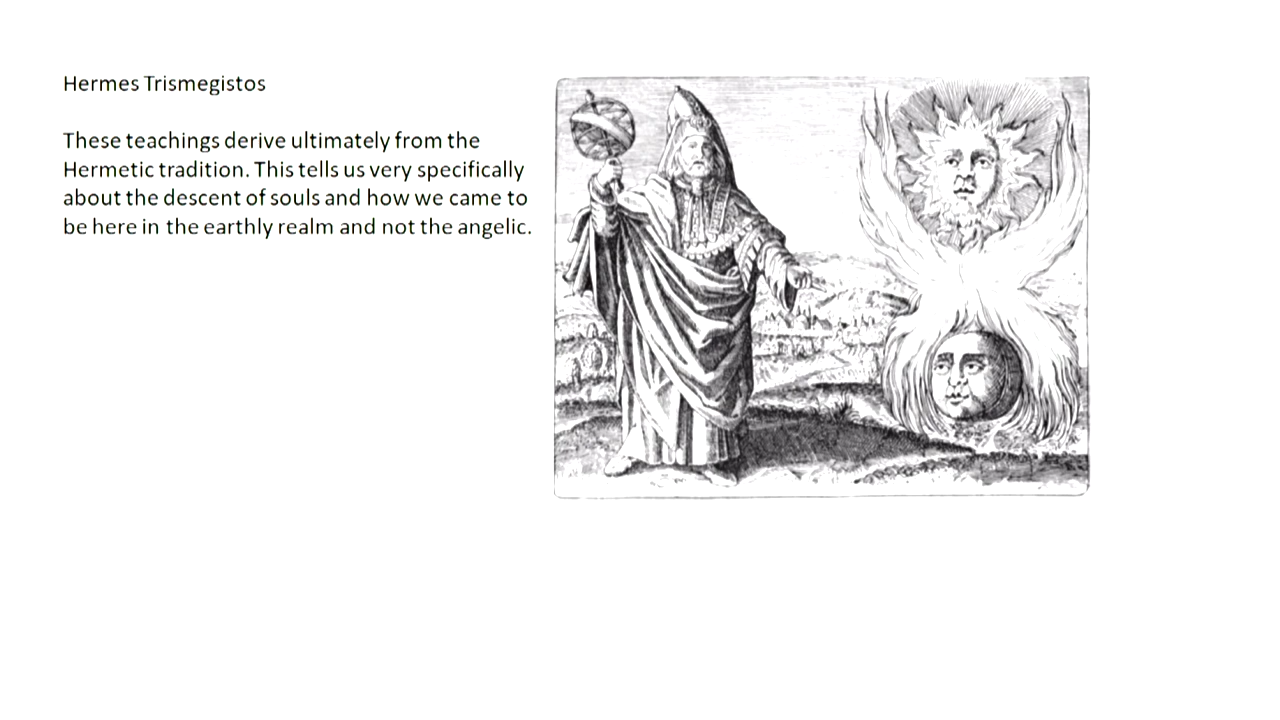 Hermes Trismegistos
These teachings derive ultimately from the
Hermetic tradition. This tells us very specifically
about the descent of souls and how we came to
be here in the earthly realm and not the angelic.